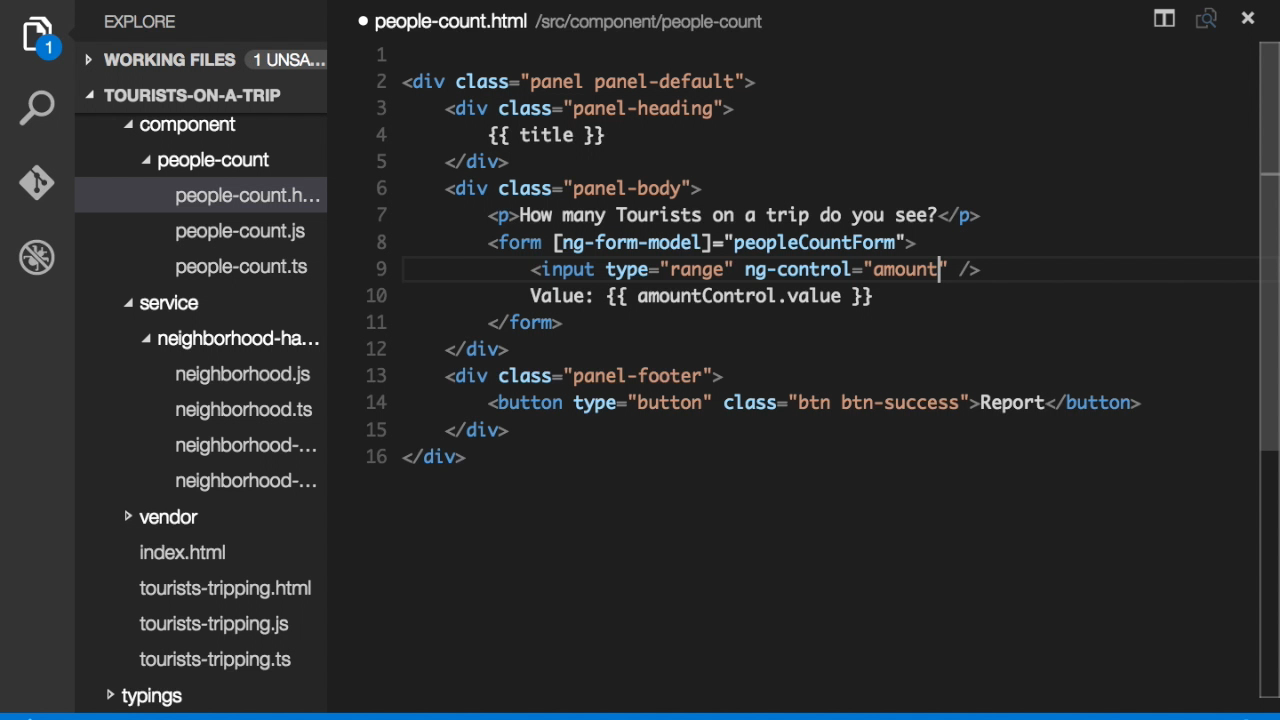 EXPLORE
WORKING FILES 1 UNSA...
1
TOURISTS-ON-A-TRIP
component
people-count
people-count.h...
people-count.js
people-count.ts
service
neighborhood-ha...
neighborhood.js
neighborhood.ts
neighborhood-...
neighborhood-...
vendor
index.html
tourists-tripping.html
tourists-tripping.js
tourists-tripping.ts
typings
people-count.html /src/component/people-count
1
2 <div class="panel panel-default">
3 <div class="panel-heading">
4 {{ title }}
5 </div>
6 <div class="panel-body">
7 <p>How many Tourists on a trip do you see?</p>
8 <form [ng-form-model]="peopleCountForm">
9 <input type="range" ng-control="amount" />
10 Value: {{ amountControl.value }}
11 </form>
12 </div>
13 <div class="panel-footer">
14 <button type="button" class="btn btn-success">Report</button>
15 </div>
16 </div>